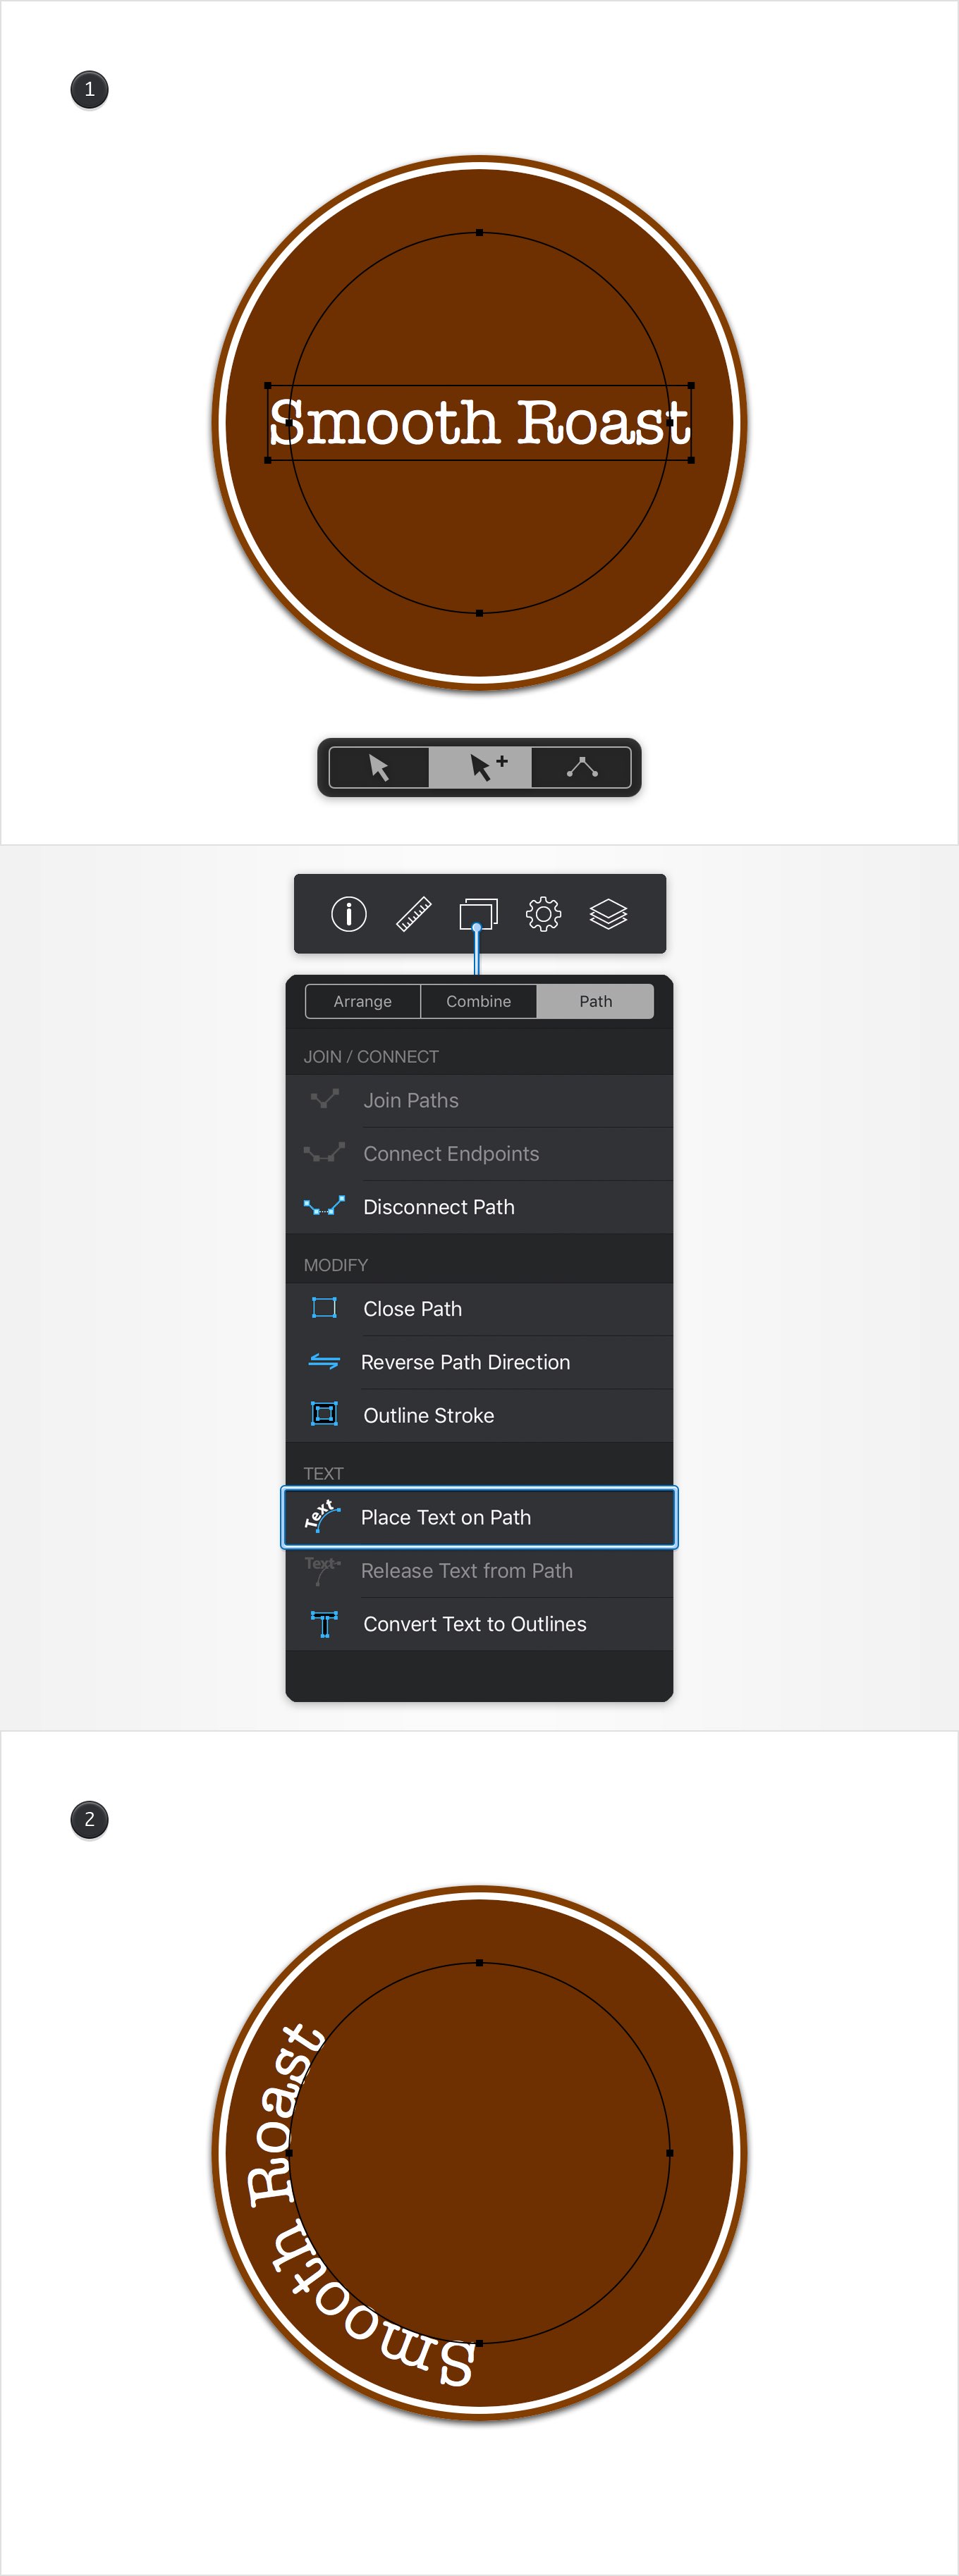 1
Smooth Roast
Arrange Combine Path
JOIN / CONNECT
Join Paths
Connect Endpoints
Disconnect Path
MODIFY
Close Path
Reverse Path Direction
Outline Stroke
TEXT
Text Place Text on Path
Text Release Text from Path
Convert Text to Outlines
2
Smooth Roast